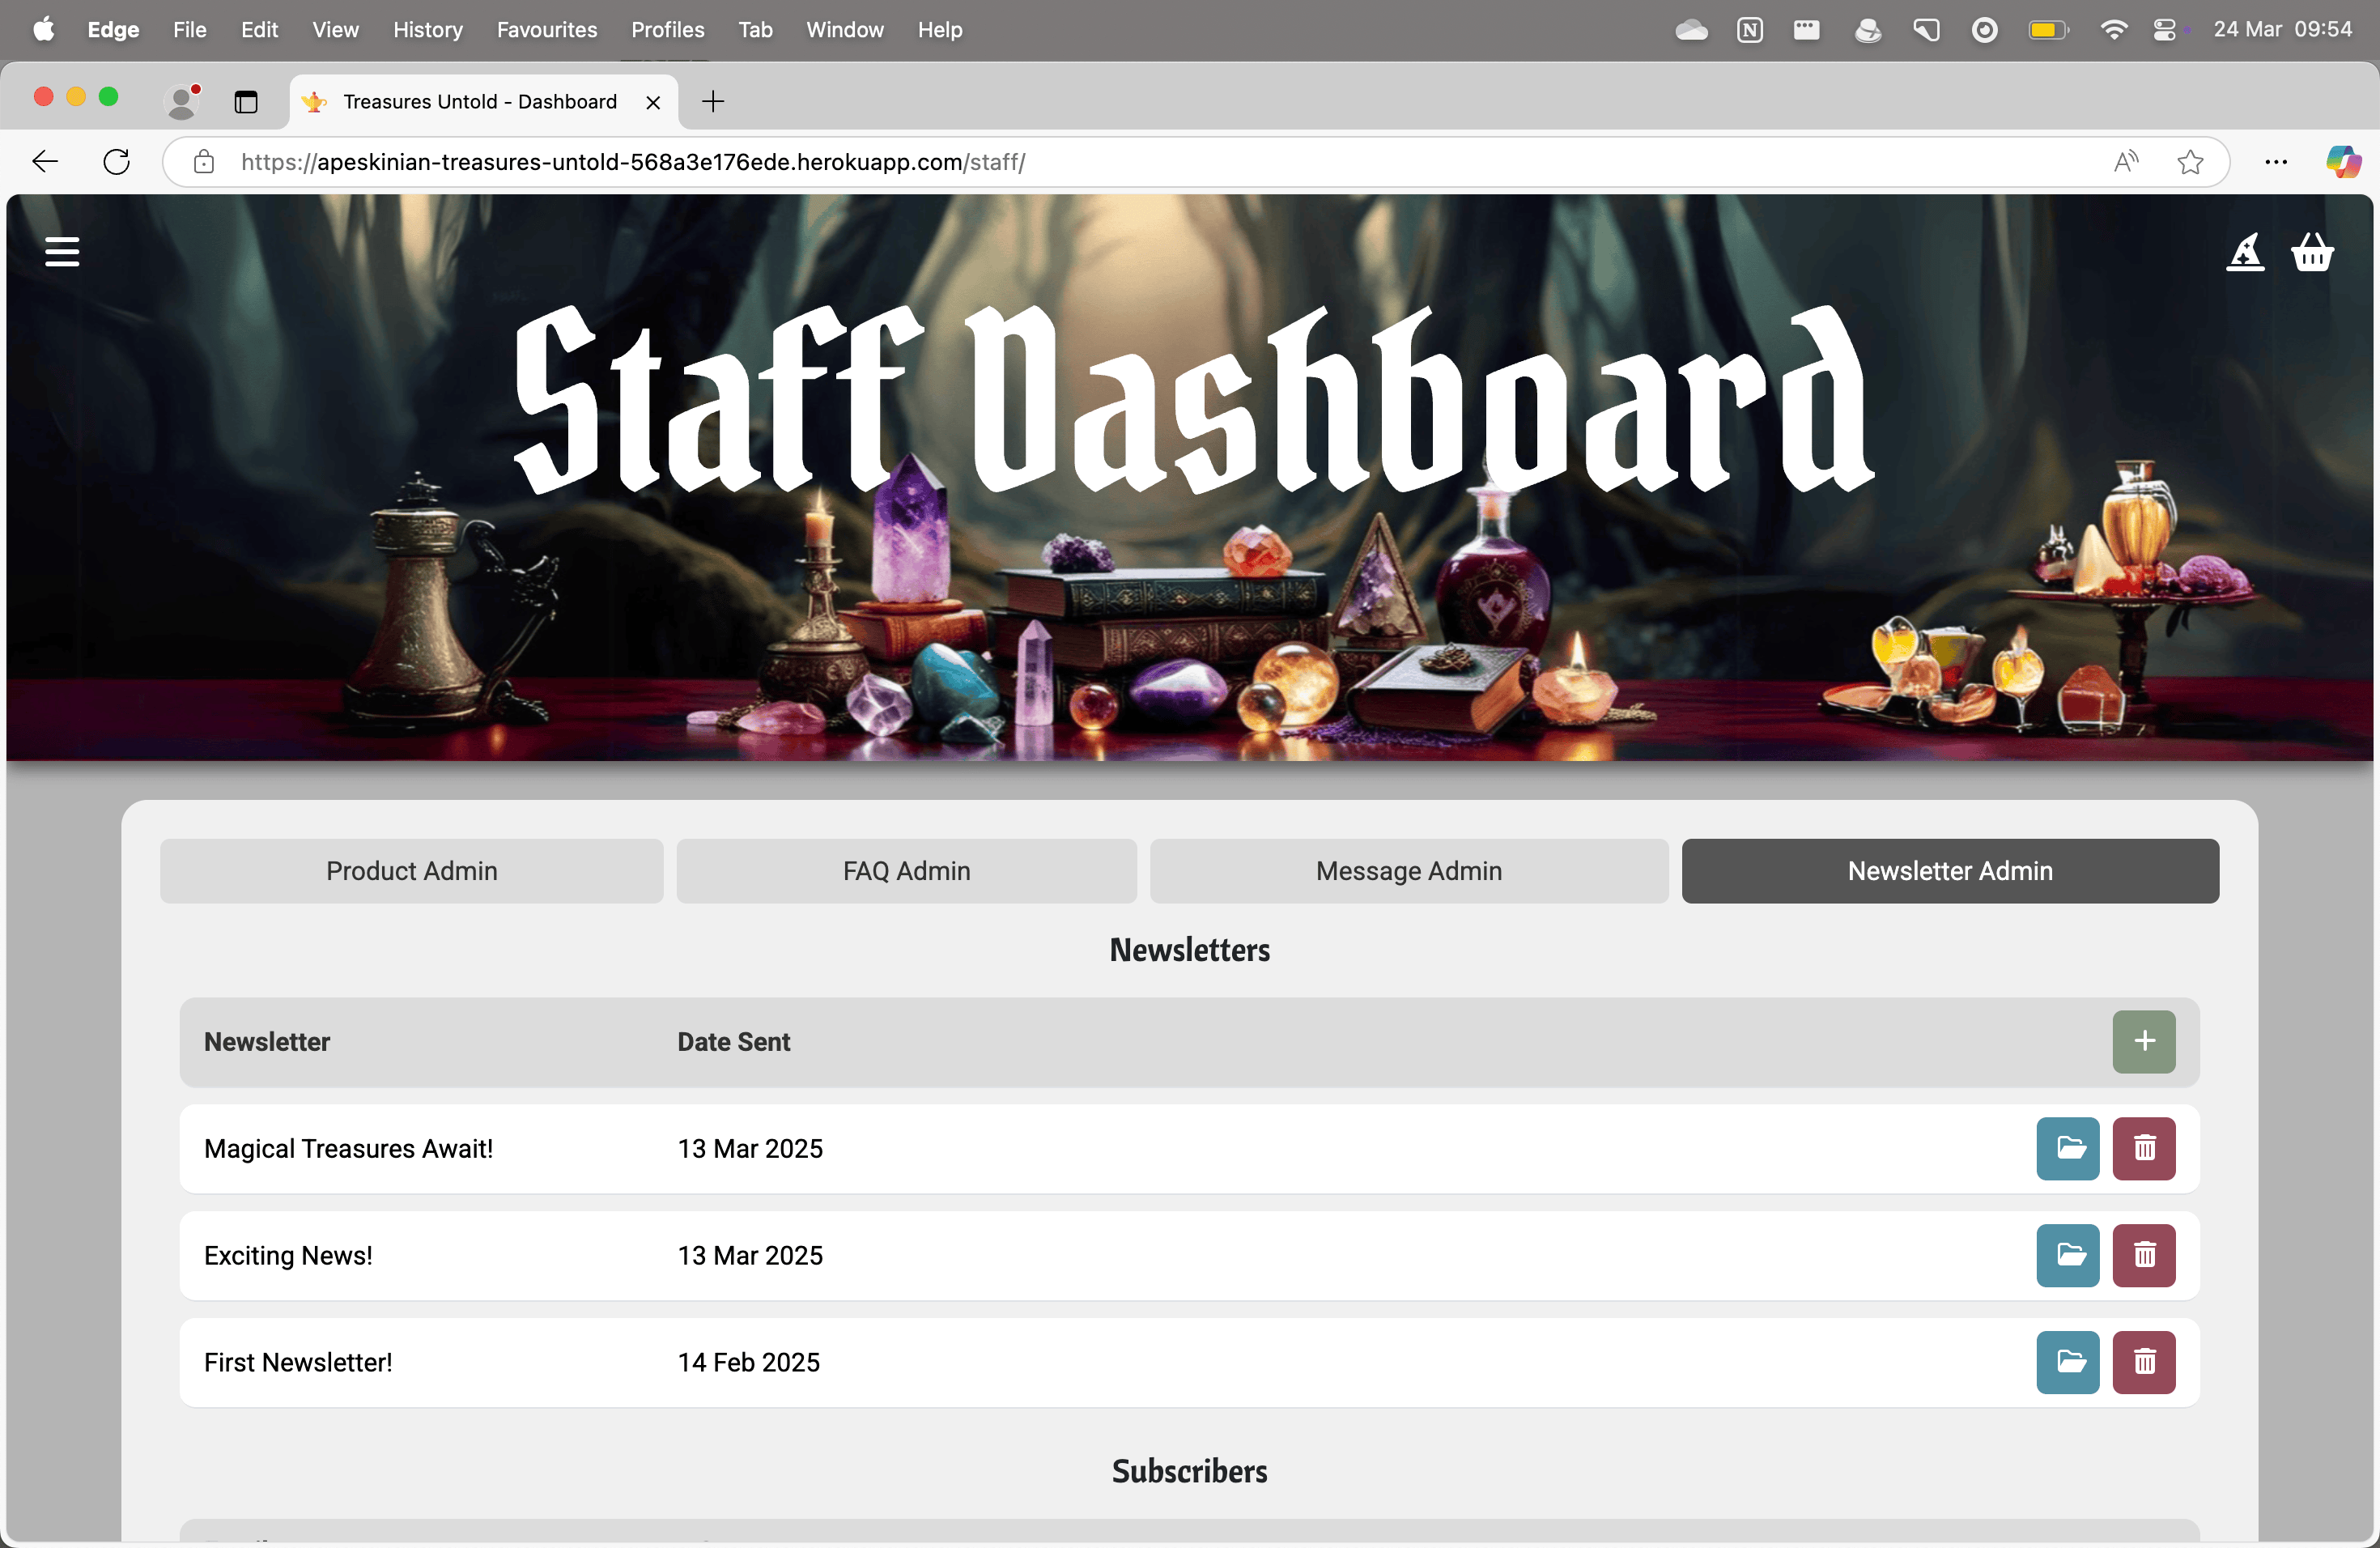 Edge File Edit View History Favourites Profiles Tab Window Help 24 Mar 09:54
Treasures Untold - Dashboard
https://apeskinian-treasures-untold-568a3e176ede.herokuapp.com/staff/
Staff Dashboard
Product Admin FAQ Admin Message Admin Newsletter Admin
Newsletters
Newsletter Date Sent
Magical Treasures Await! 13 Mar 2025
Exciting News! 13 Mar 2025
First Newsletter! 14 Feb 2025
Subscribers